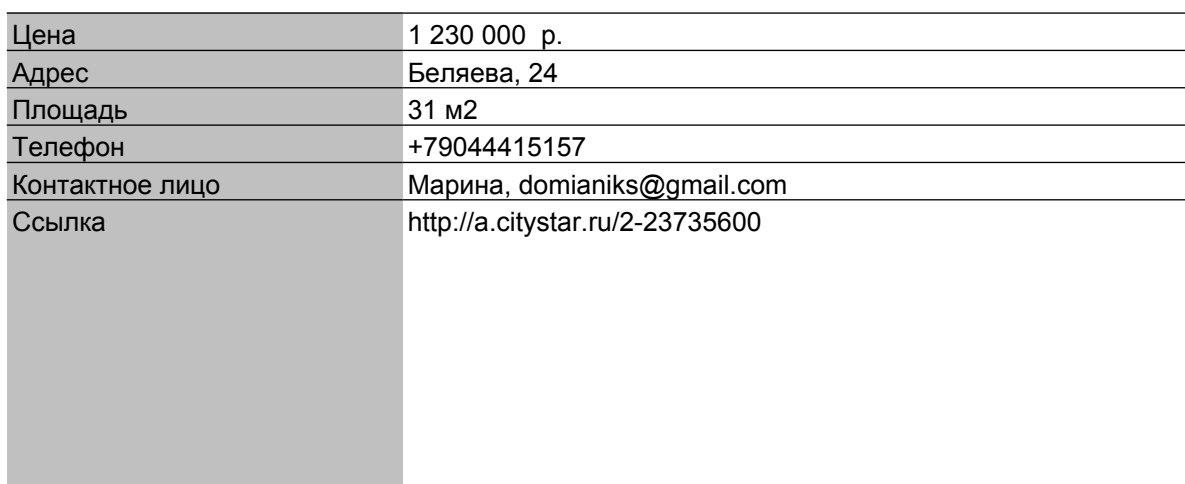 Цена 1 230 000 р.
Адрес Беляева, 24
Площадь 31 м2
Телефон +79044415157
Контактное лицо Марина, domianiks@gmail.com
Ссылка http://a.citystar.ru/2-23735600